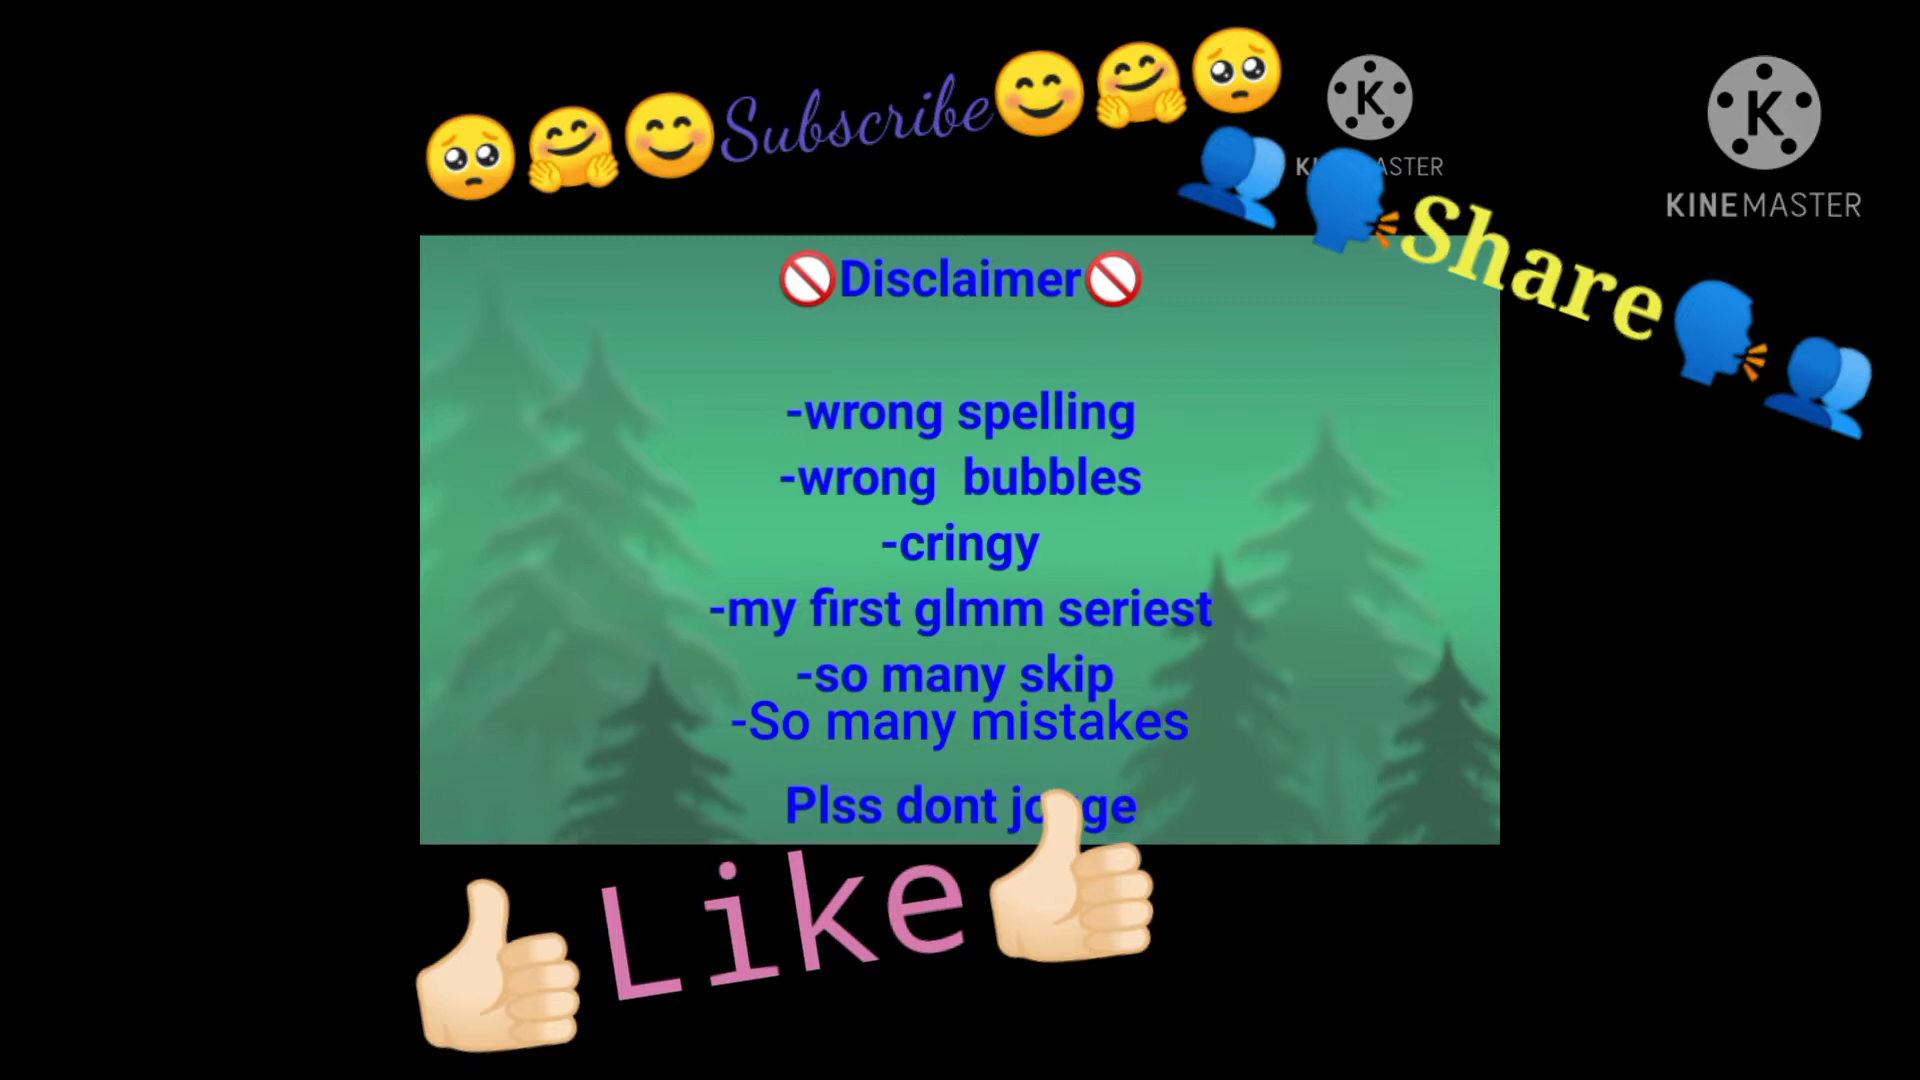 Subscribe
KINEMASTER
Share
Disclaimer
-wrong spelling
-wrong bubbles
-cringy
-my first glmm seriest
-so many skip
-So many mistakes
Plss dont
Like